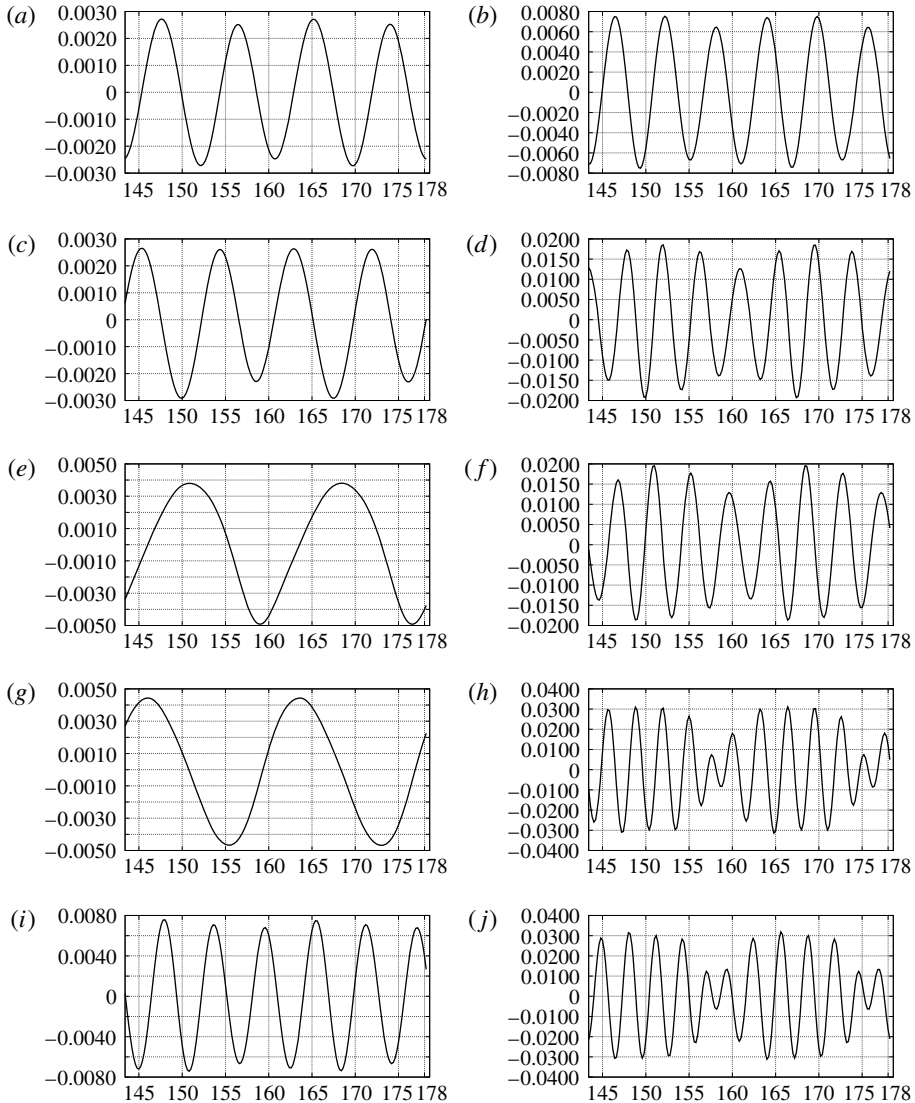 (a) 0.0030 0.0020 0.0010 0 −0.0010 −0.0020 −0.0030
145 150 155 160 165 170 175 178
(b) 0.0080 0.0060 0.0040 0.0020 0 −0.0020 −0.0040 −0.0060 −0.0080
145 150 155 160 165 170 175 178
(c) 0.0030 0.0020 0.0010 0 −0.0010 −0.0020 −0.0030
145 150 155 160 165 170 175 178
(d) 0.0200 0.0150 0.0100 0.0050 0 −0.0050 −0.0100 −0.0150 −0.0200
145 150 155 160 165 170 175 178
(e) 0.0050 0.0030 0.0010 −0.0010 −0.0030 −0.0050
145 150 155 160 165 170 175 178
(f) 0.0200 0.0150 0.0100 0.0050 0 −0.0050 −0.0100 −0.0150 −0.0200
145 150 155 160 165 170 175 178
(g) 0.0050 0.0030 0.0010 −0.0010 −0.0030 −0.0050
145 150 155 160 165 170 175 178
(h) 0.0400 0.0300 0.0200 0.0100 0 −0.0100 −0.0200 −0.0300 −0.0400
145 150 155 160 165 170 175 178
(i) 0.0080 0.0040 0 −0.0040 −0.0080
145 150 155 160 165 170 175 178
(j) 0.0400 0.0300 0.0200 0.0100 0 −0.0100 −0.0200 −0.0300 −0.0400
145 150 155 160 165 170 175 178